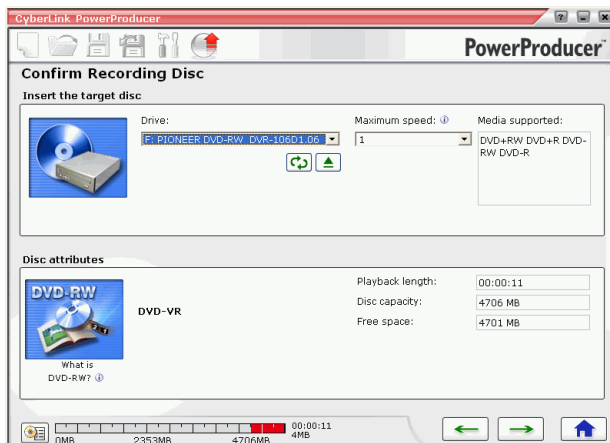 CyberLink PowerProducer
PowerProducer™
Confirm Recording Disc
Insert the target disc
Drive:
Maximum speed:
Media supported:
F: PIONEER DVD-RW DVR-106D1.06
1
DVD+RW DVD+R DVD-
RW DVD-R
Disc attributes
DVD-RW
DVD-VR
What is
DVD-RW?
Playback length:
00:00:11
Disc capacity:
4706 MB
Free space:
4701 MB
0MB
2353MB
4706MB
00:00:11
4MB